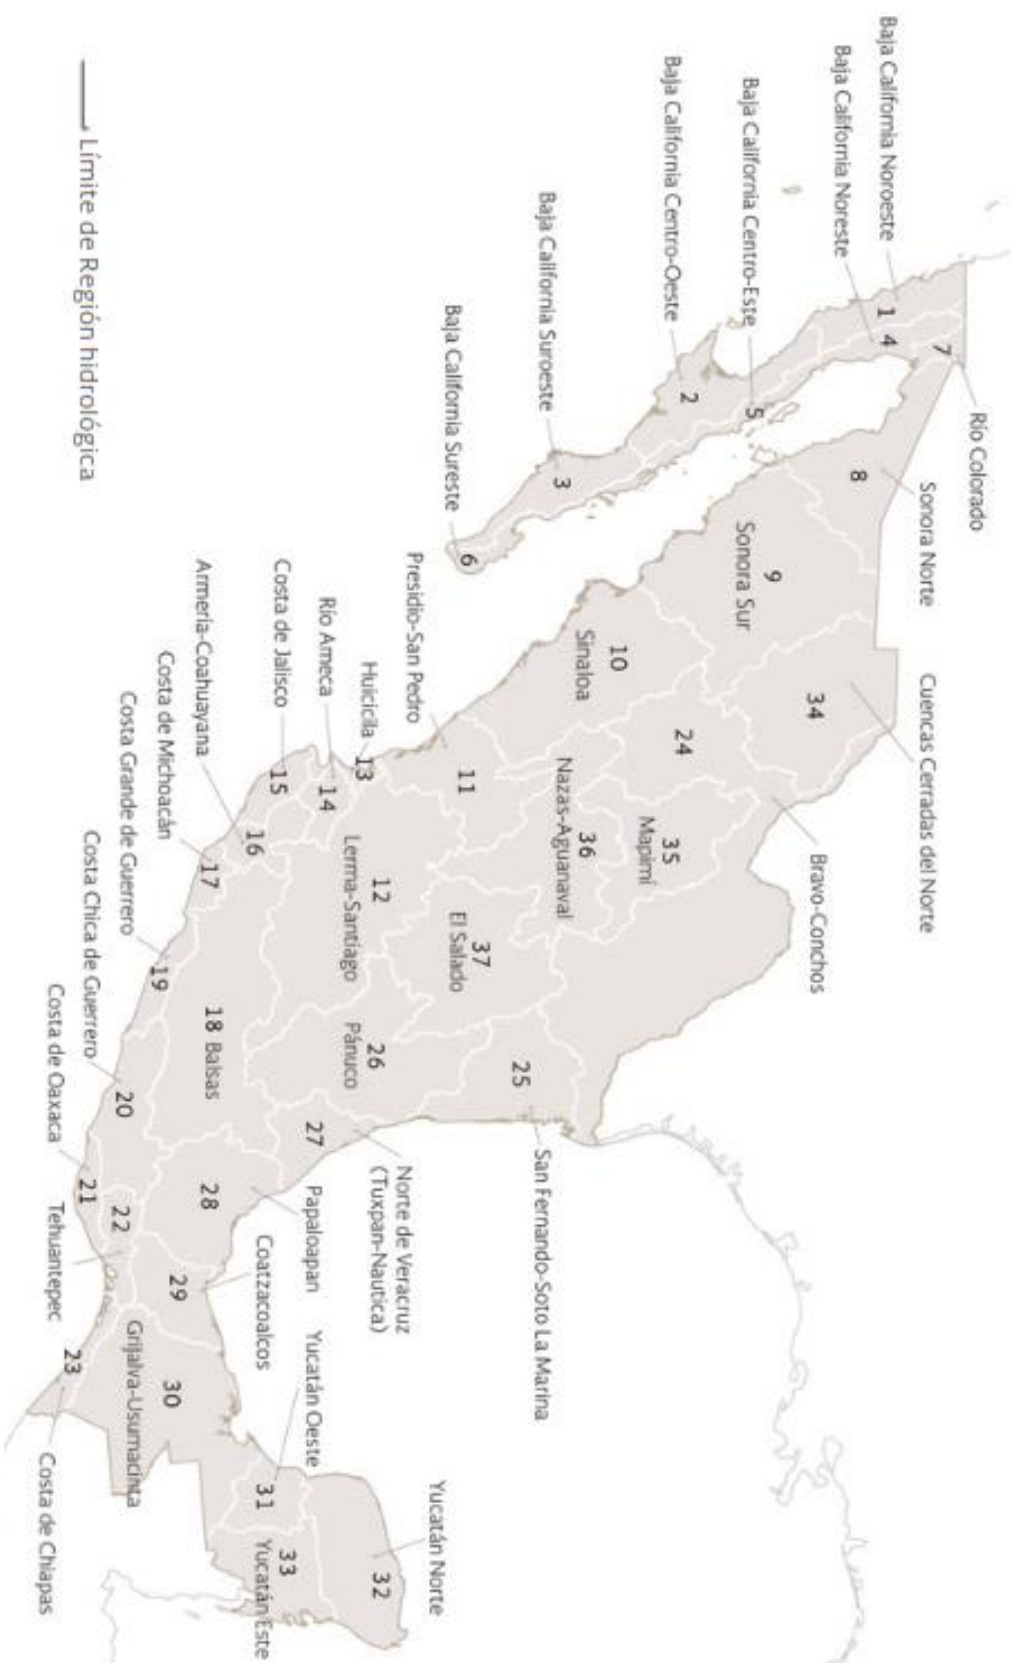 Baja California Noroeste
Baja California Noreste
Baja California Centro-Este
Baja California Centro-Oeste
Baja California Suroeste
Baja California Sureste
Río Colorado
Sonora Norte
Cuencas Cerradas del Norte
Bravo-Conchos
1
4
7
5
2
3
6
8
9
Sonora Sur
10
Sinaloa
34
24
35
Mapimí
36
Nazas-Aguanaval
11
Presidio-San Pedro
Huicicila
13
Río Ameca
14
Costa de Jalisco
15
Armería-Coahuayana
16
Costa de Michoacán
17
Costa Grande de Guerrero
19
Costa Chica de Guerrero
20
Costa de Oaxaca
21
Tehuantepec
22
12
Lerma-Santiago
37
El Salado
26
Pánuco
18 Balsas
25
San Fernando-Soto La Marina
27
Norte de Veracruz
(Tuxpan-Nautica)
28
Papaloapan
29
Coatzacoalcos
30
Grijalva-Usumacinta
23
Costa de Chiapas
31
Yucatán Oeste
32
Yucatán Norte
33
Yucatán Este
Límite de Región hidrológica